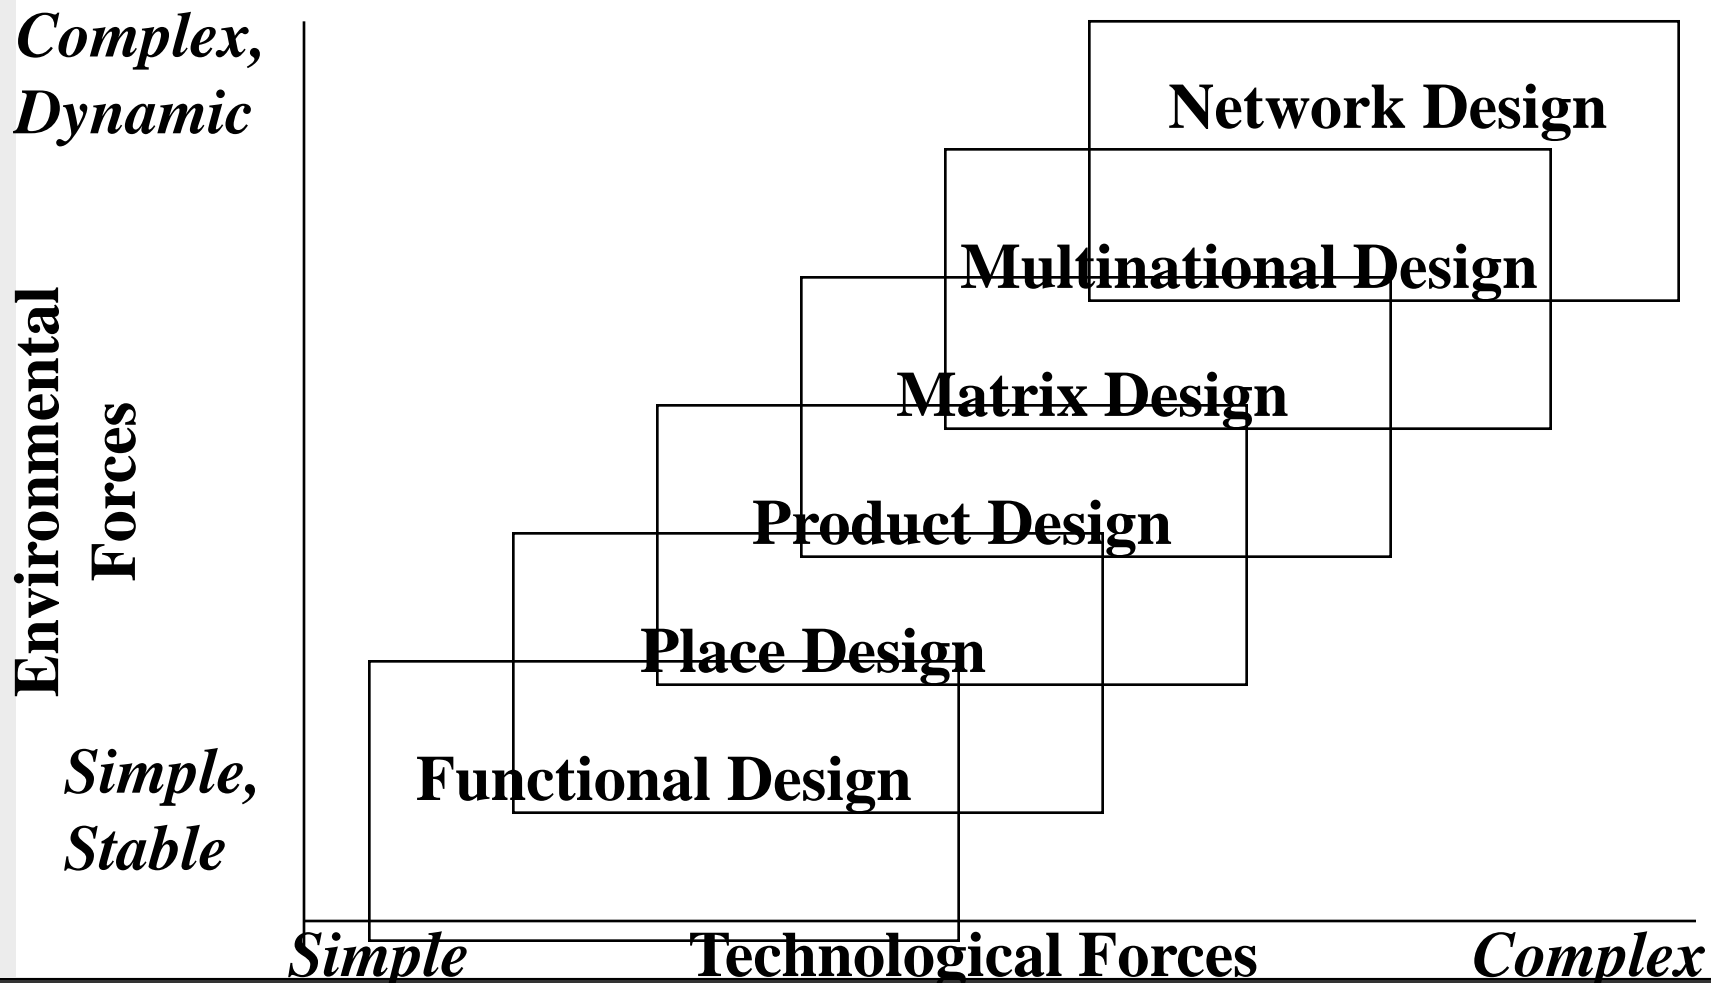 Complex,
Dynamic
Network Design
Multinational Design
Environmental
Forces
Matrix Design
Product Design
Place Design
Simple,
Stable
Functional Design
Simple
Technological Forces
Complex